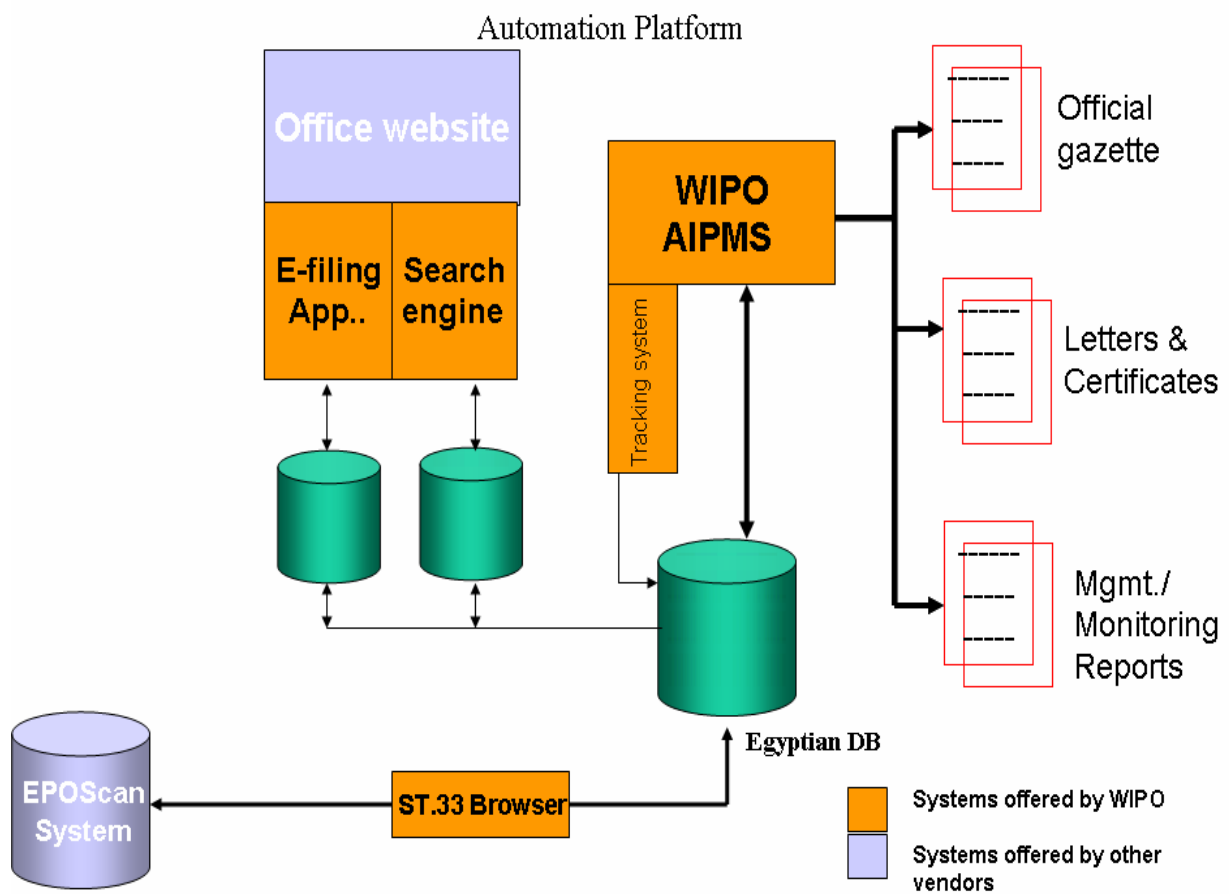 Automation Platform
Office website
E-filing
App..
Search
engine
WIPO
AIPMS
Tracking system
------
-----
-----
Official
gazette
------
-----
-----
Letters &
Certificates
------
-----
-----
Mgmt./
Monitoring
Reports
Egyptian DB
EPOScan
System
ST.33 Browser
Systems offered by WIPO
Systems offered by other
vendors